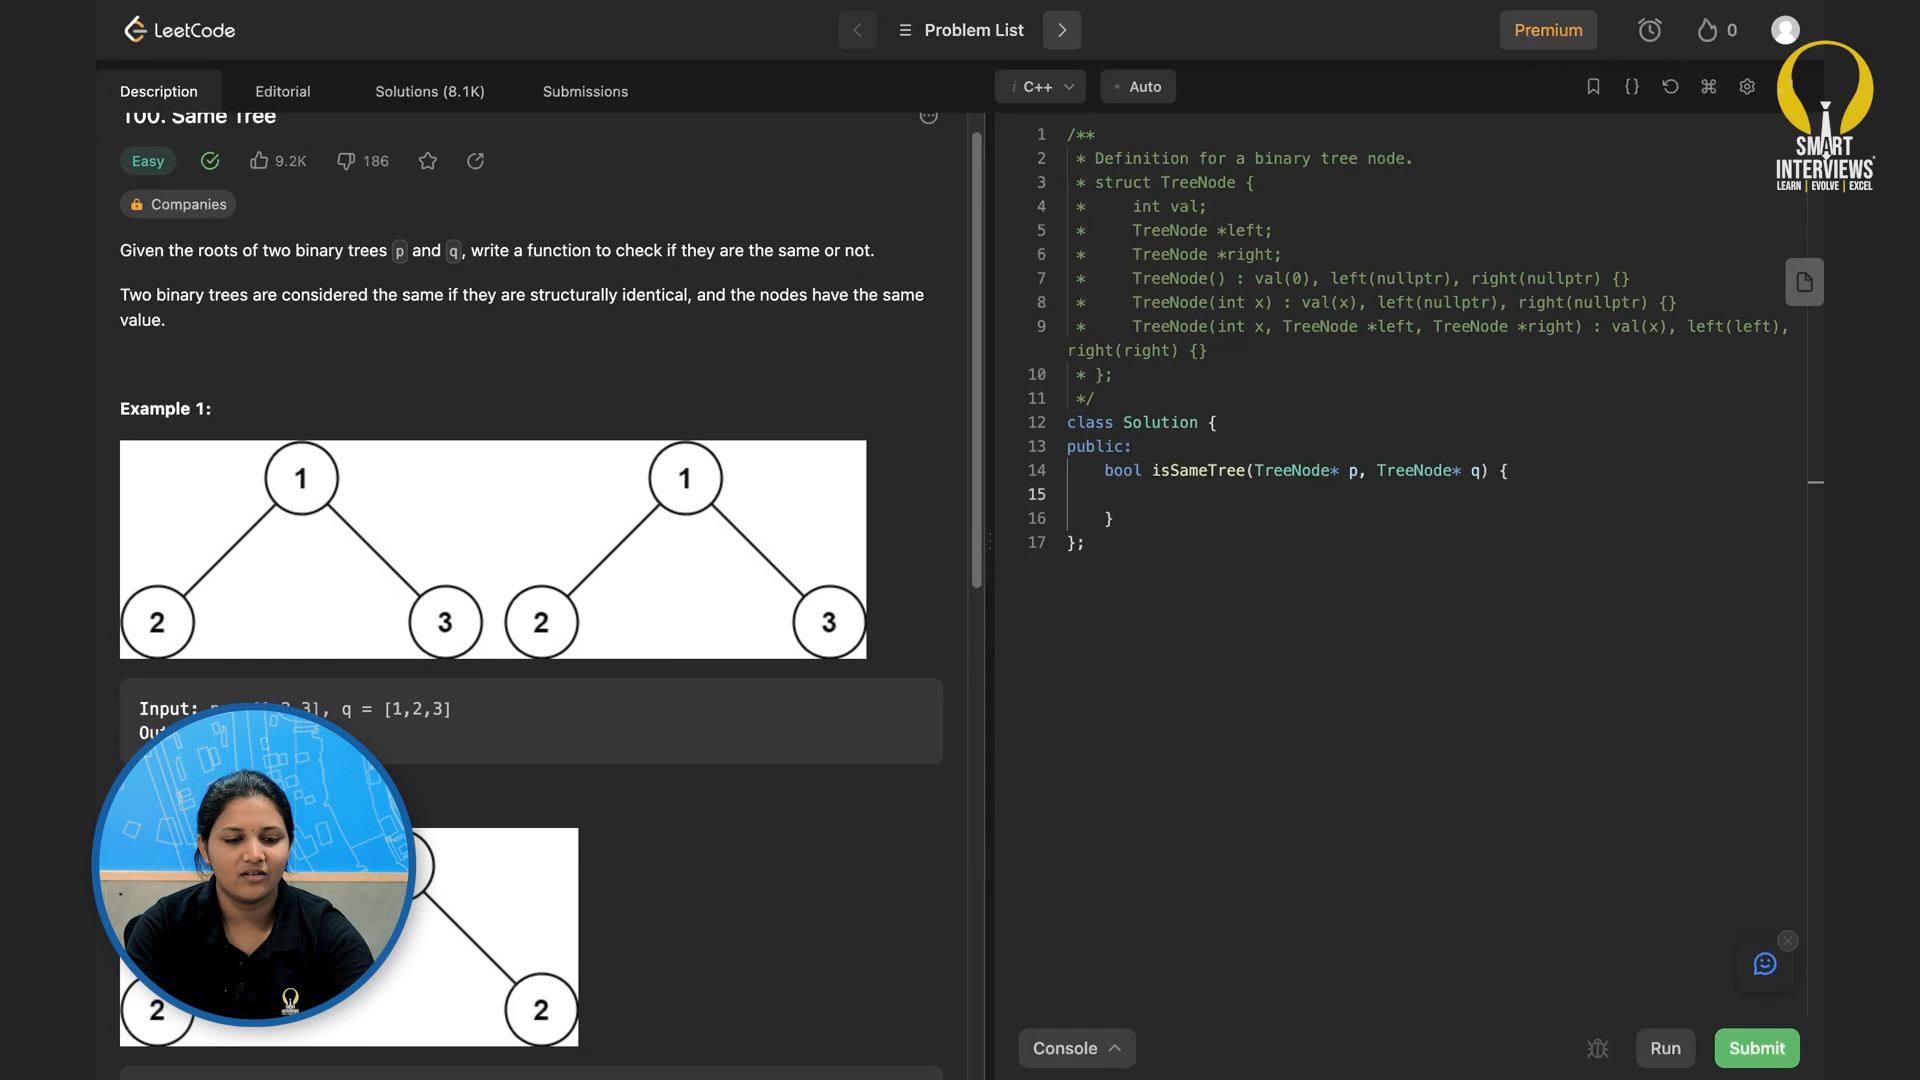 LeetCode
Problem List
Premium
0
Description
Editorial
Solutions (8.1K)
Submissions
100. Same Tree
Easy
9.2K
186
Companies
Given the roots of two binary trees p and q, write a function to check if they are the same or not.
Two binary trees are considered the same if they are structurally identical, and the nodes have the same
value.
Example 1:
1
1
2
3
2
3
Input:
3], q = [1,2,3]
2
2
i C++
Auto
1 /**
2 * Definition for a binary tree node.
3 * struct TreeNode {
4 *     int val;
5 *     TreeNode *left;
6 *     TreeNode *right;
7 *     TreeNode() : val(0), left(nullptr), right(nullptr) {}
8 *     TreeNode(int x) : val(x), left(nullptr), right(nullptr) {}
9 *     TreeNode(int x, TreeNode *left, TreeNode *right) : val(x), left(left),
right(right) {}
10 * };
11 */
12 class Solution {
13 public:
14     bool isSameTree(TreeNode* p, TreeNode* q) {
15
16     }
17 };
Console
Run
Submit
SMART
INTERVIEWS
LEARN | EVOLVE | EXCEL